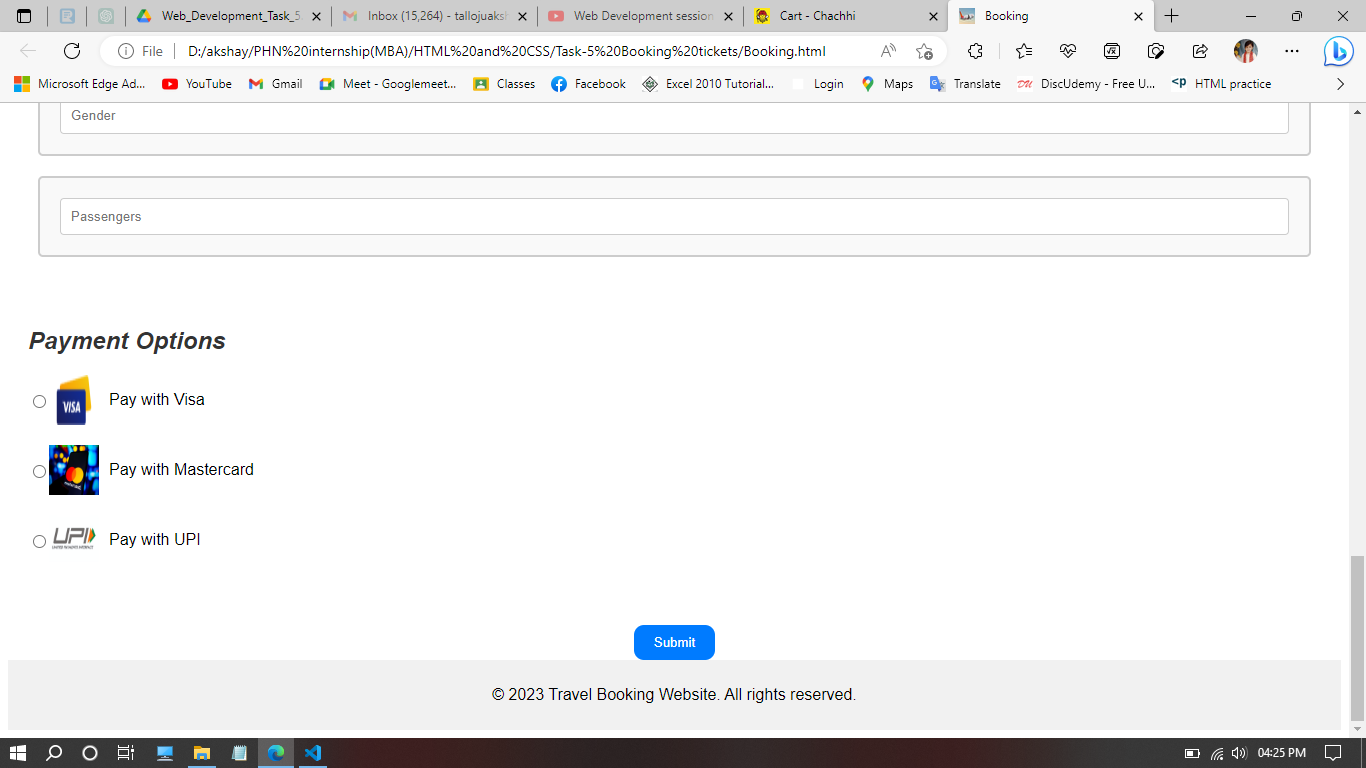 Web_Development_Task_5
Inbox (15,264) - tallojuaksh
Web Development session
Cart - Chachhi
Booking
File
D:/akshay/PHN%20internship(MBA)/HTML%20and%20CSS/Task-5%20Booking%20tickets/Booking.html
Microsoft Edge Ad...
YouTube
Gmail
Meet - Googlemeet...
Classes
Facebook
Excel 2010 Tutorial...
Login
Maps
Translate
DU
DiscUdemy - Free U...
<p
HTML practice
Gender
Passengers
Payment Options
VISA
Pay with Visa
Pay with Mastercard
UPI
Pay with UPI
Submit
© 2023 Travel Booking Website. All rights reserved.
04:25 PM